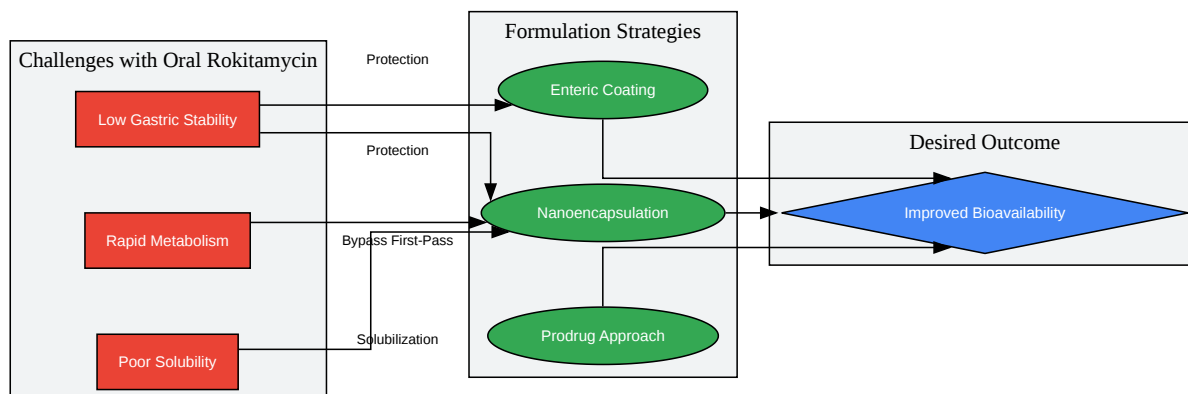 Challenges with Oral Rokitamycin
Low Gastric Stability
Rapid Metabolism
Poor Solubility
Protection
Protection
Bypass First-Pass
Solubilization
Formulation Strategies
Enteric Coating
Nanoencapsulation
Prodrug Approach
Desired Outcome
Improved Bioavailability